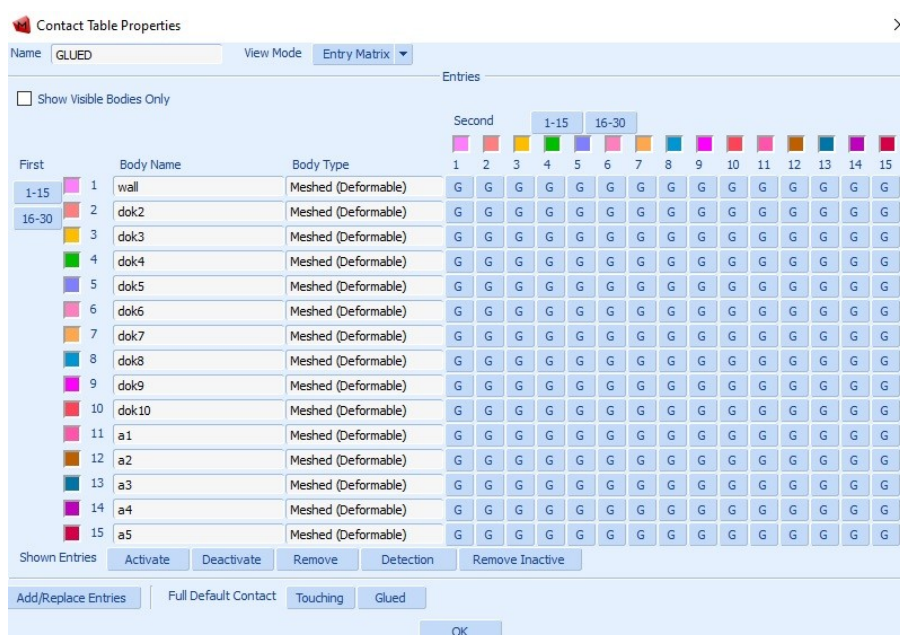 Contact Table Properties
Name GLUED View Mode Entry Matrix
Entries
Show Visible Bodies Only
Second 1-15 16-30
First Body Name Body Type 1 2 3 4 5 6 7 8 9 10 11 12 13 14 15
1-15
16-30
1 wall Meshed (Deformable) G G G G G G G G G G G G G G G
2 dok2 Meshed (Deformable) G G G G G G G G G G G G G G G
3 dok3 Meshed (Deformable) G G G G G G G G G G G G G G G
4 dok4 Meshed (Deformable) G G G G G G G G G G G G G G G
5 dok5 Meshed (Deformable) G G G G G G G G G G G G G G G
6 dok6 Meshed (Deformable) G G G G G G G G G G G G G G G
7 dok7 Meshed (Deformable) G G G G G G G G G G G G G G G
8 dok8 Meshed (Deformable) G G G G G G G G G G G G G G G
9 dok9 Meshed (Deformable) G G G G G G G G G G G G G G G
10 dok10 Meshed (Deformable) G G G G G G G G G G G G G G G
11 a1 Meshed (Deformable) G G G G G G G G G G G G G G G
12 a2 Meshed (Deformable) G G G G G G G G G G G G G G G
13 a3 Meshed (Deformable) G G G G G G G G G G G G G G G
14 a4 Meshed (Deformable) G G G G G G G G G G G G G G G
15 a5 Meshed (Deformable) G G G G G G G G G G G G G G G
Shown Entries Activate Deactivate Remove Detection Remove Inactive
Add/Replace Entries Full Default Contact Touching Glued
OK